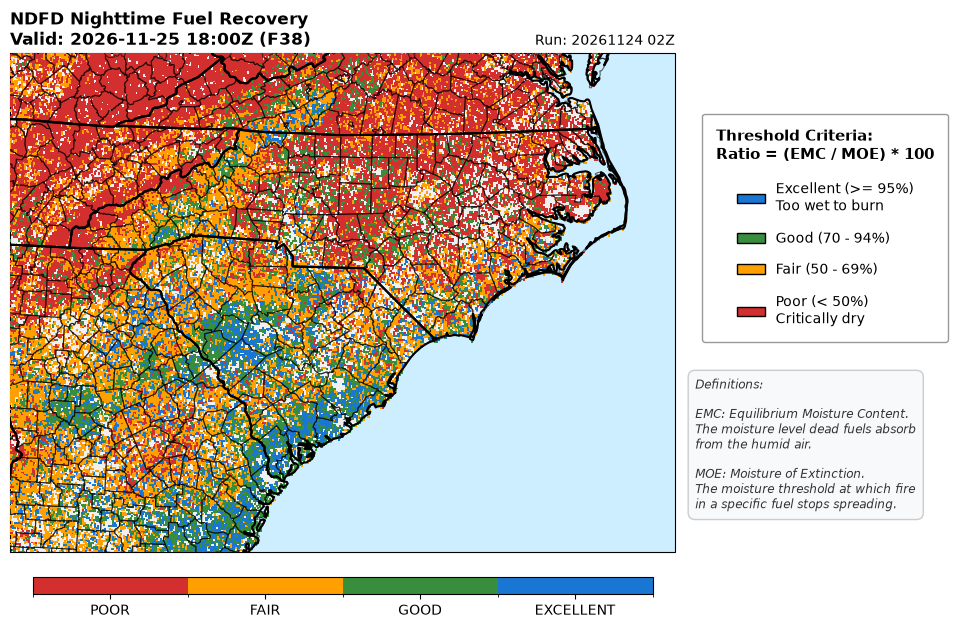 NDFD Nighttime Fuel Recovery
Valid: 2026-11-25 18:00Z (F38)
Run: 20261124 02Z
Threshold Criteria:
Ratio = (EMC / MOE) * 100
Excellent (>= 95%)
Too wet to burn
Good (70 - 94%)
Fair (50 - 69%)
Poor (< 50%)
Critically dry
Definitions:
EMC: Equilibrium Moisture Content.
The moisture level dead fuels absorb
from the humid air.
MOE: Moisture of Extinction.
The moisture threshold at which fire
in a specific fuel stops spreading.
POOR
FAIR
GOOD
EXCELLENT